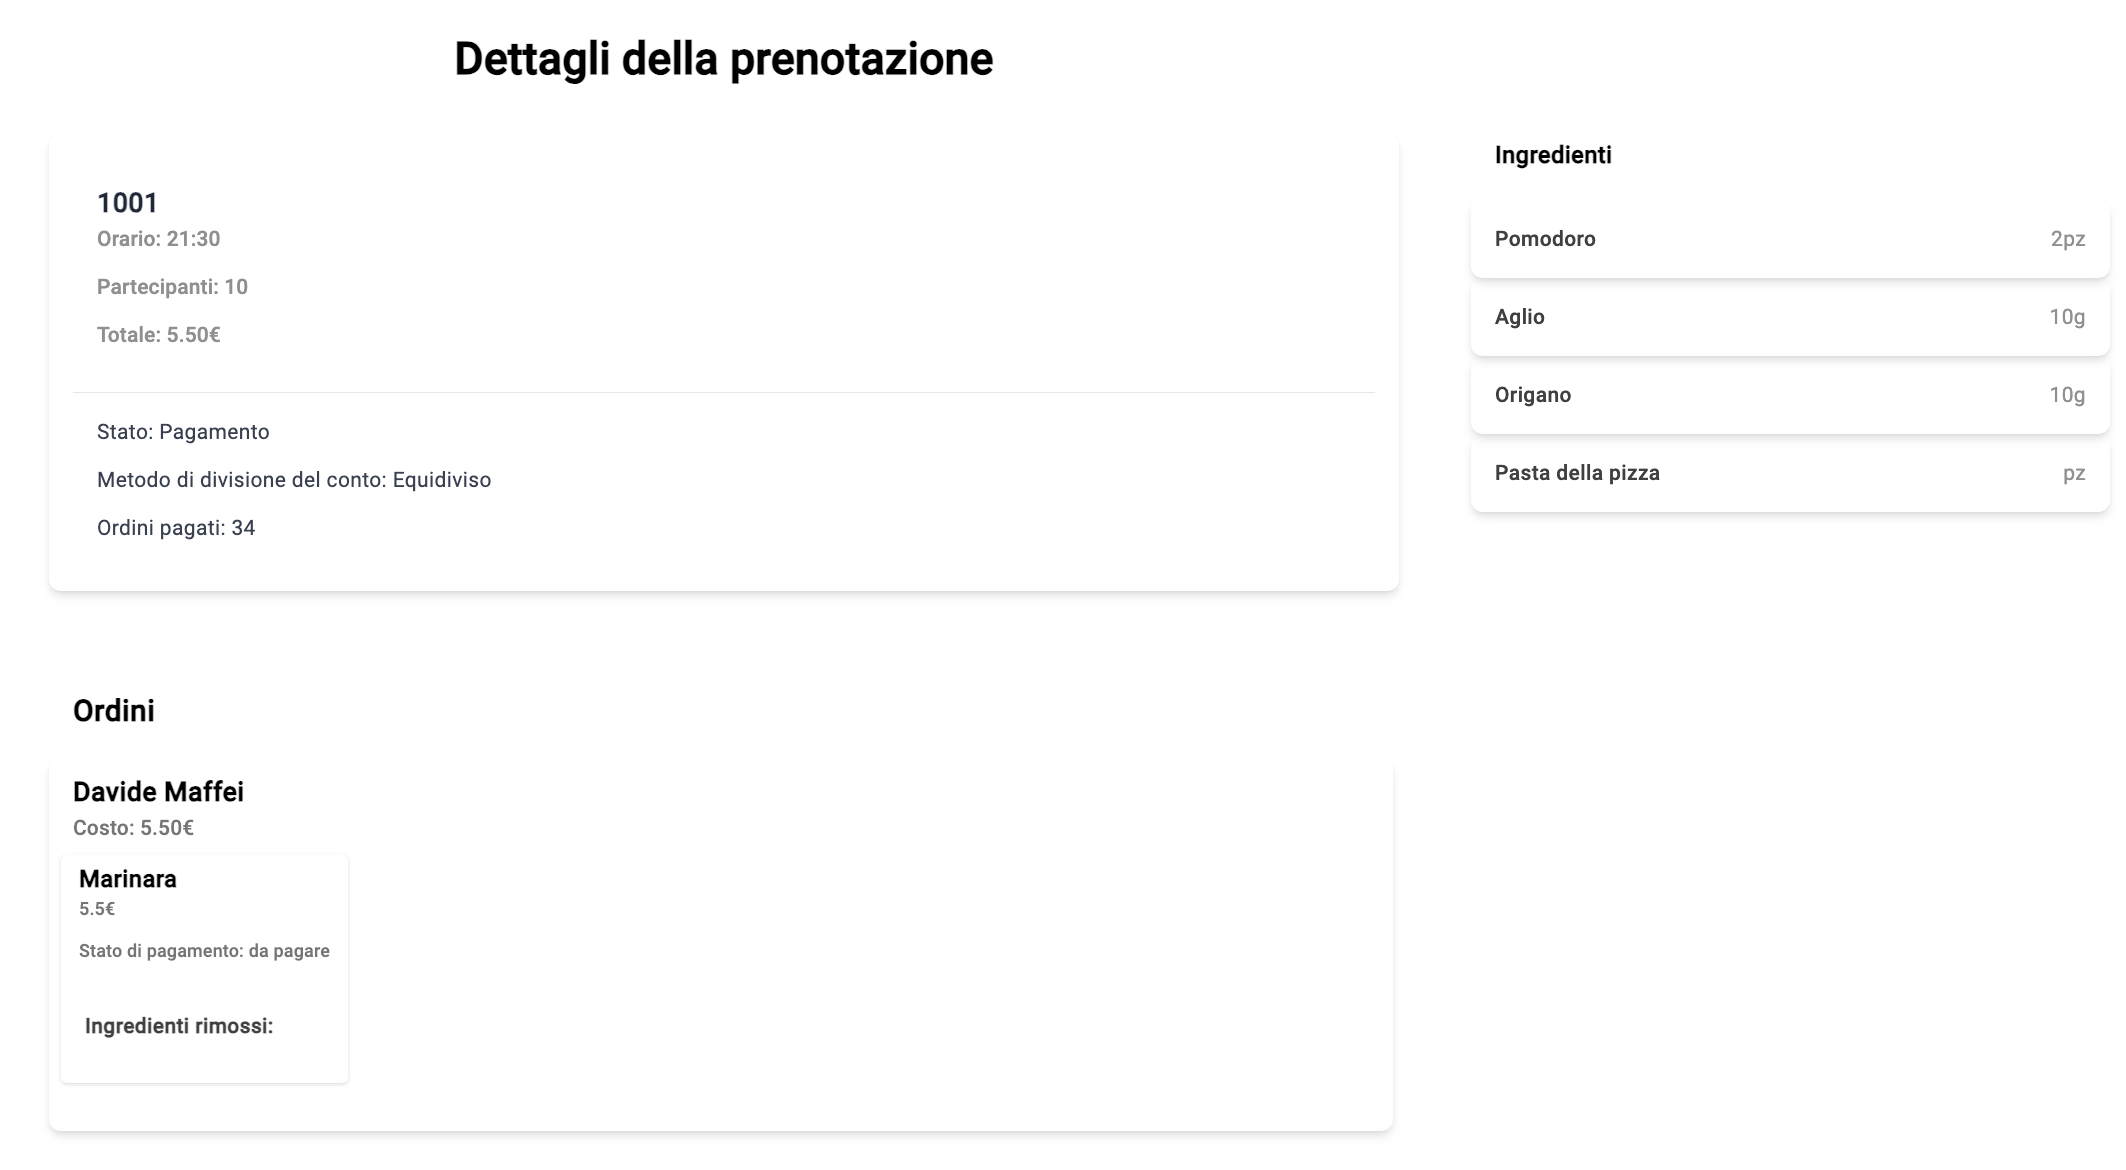 Dettagli della prenotazione
1001
Orario: 21:30
Partecipanti: 10
Totale: 5.50€
Stato: Pagamento
Metodo di divisione del conto: Equidiviso
Ordini pagati: 34
Ingredienti
Pomodoro 2pz
Aglio 10g
Origano 10g
Pasta della pizza pz
Ordini
Davide Maffei
Costo: 5.50€
Marinara
5.5€
Stato di pagamento: da pagare
Ingredienti rimossi: